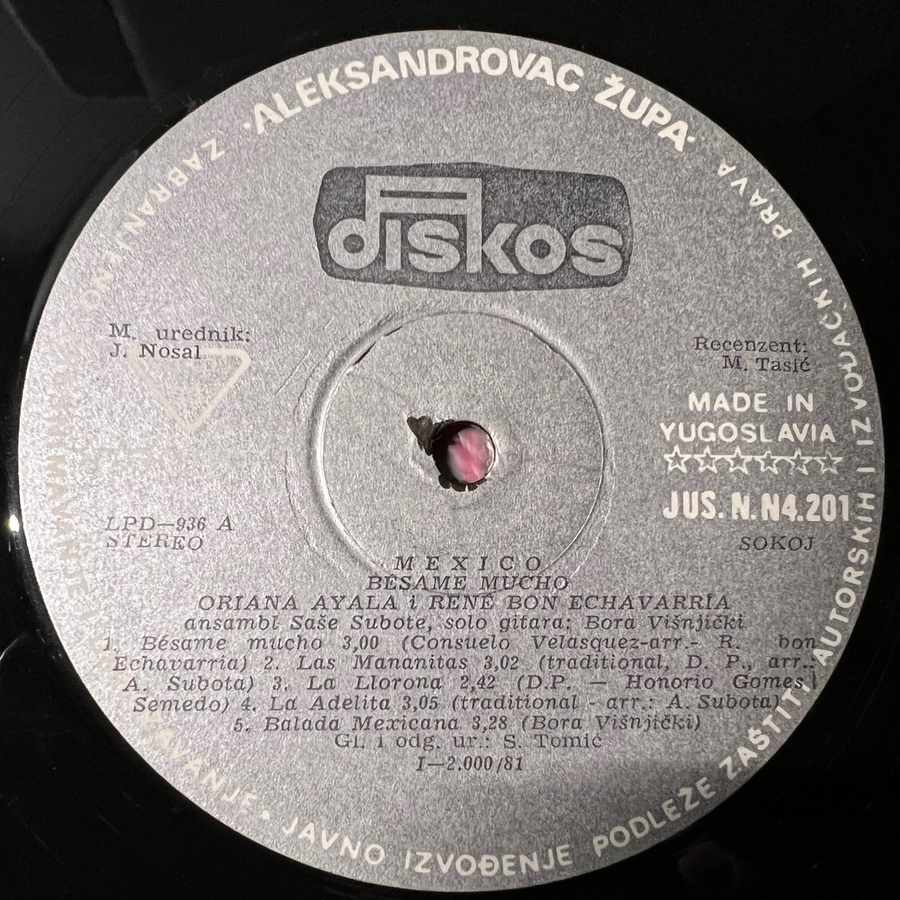 ALEKSANDROVAC ŽUPA
diskos
M. urednik:
J. Nosal
Recenzent:
M. Tasić
MADE IN
YUGOSLAVIA
JUS. N. N4.201
LPD—936 A
STEREO
SOKOJ
MEXICO
BÉSAME MUCHO
ORIANA AYALA i RENÉ BON ECHAVARRIA
ansambl Saše Subote, solo gitara: Bora Višnjički
1. Bésame mucho 3,00 (Consuelo Velasquez-arr.- R. bon
Echavarria) 2. Las Mananitas 3,02 (traditional, D. P., arr.:
A. Subota) 3. La Llorona 2,42 (D.P. — Honorio Gomes
Semedo) 4. La Adelita 3,05 (traditional - arr.: A. Subota)
5. Balada Mexicana 3,28 (Bora Višnjički)
Gl. i odg. ur.: S. Tomić
I—2.000/81
PRAVA
AUTORSKIH I IZVOĐAČKIH
JAVNO IZVOĐENJE PODLEŽE ZAŠTITI